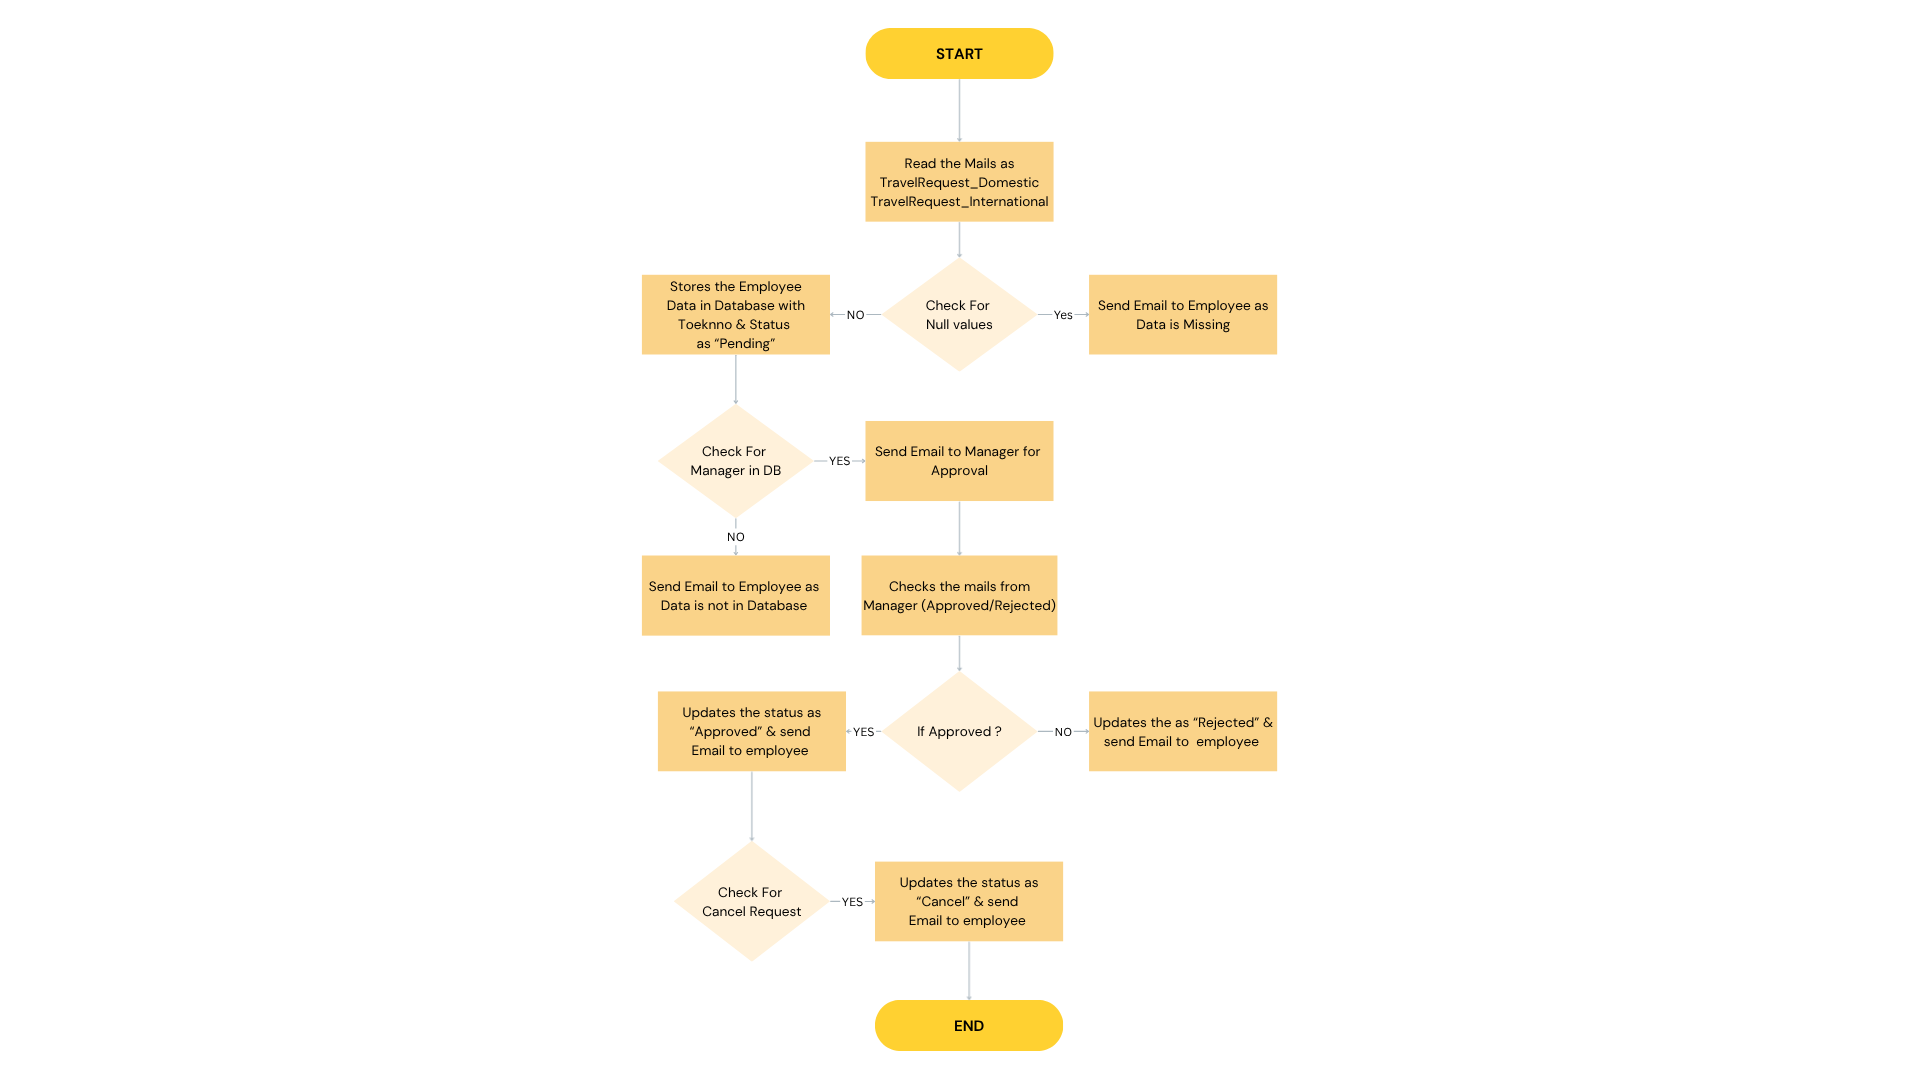 START
Read the Mails as
TravelRequest_Domestic
TravelRequest_International
Stores the Employee
Data in Database with
Toeknno & Status
as “Pending”
NO
Check For
Null values
Yes
Send Email to Employee as
Data is Missing
Check For
Manager in DB
YES
Send Email to Manager for
Approval
NO
Send Email to Employee as
Data is not in Database
Checks the mails from
Manager (Approved/Rejected)
Updates the status as
“Approved” & send
Email to employee
YES
If Approved ?
NO
Updates the as “Rejected” &
send Email to employee
Check For
Cancel Request
YES
Updates the status as
“Cancel” & send
Email to employee
END